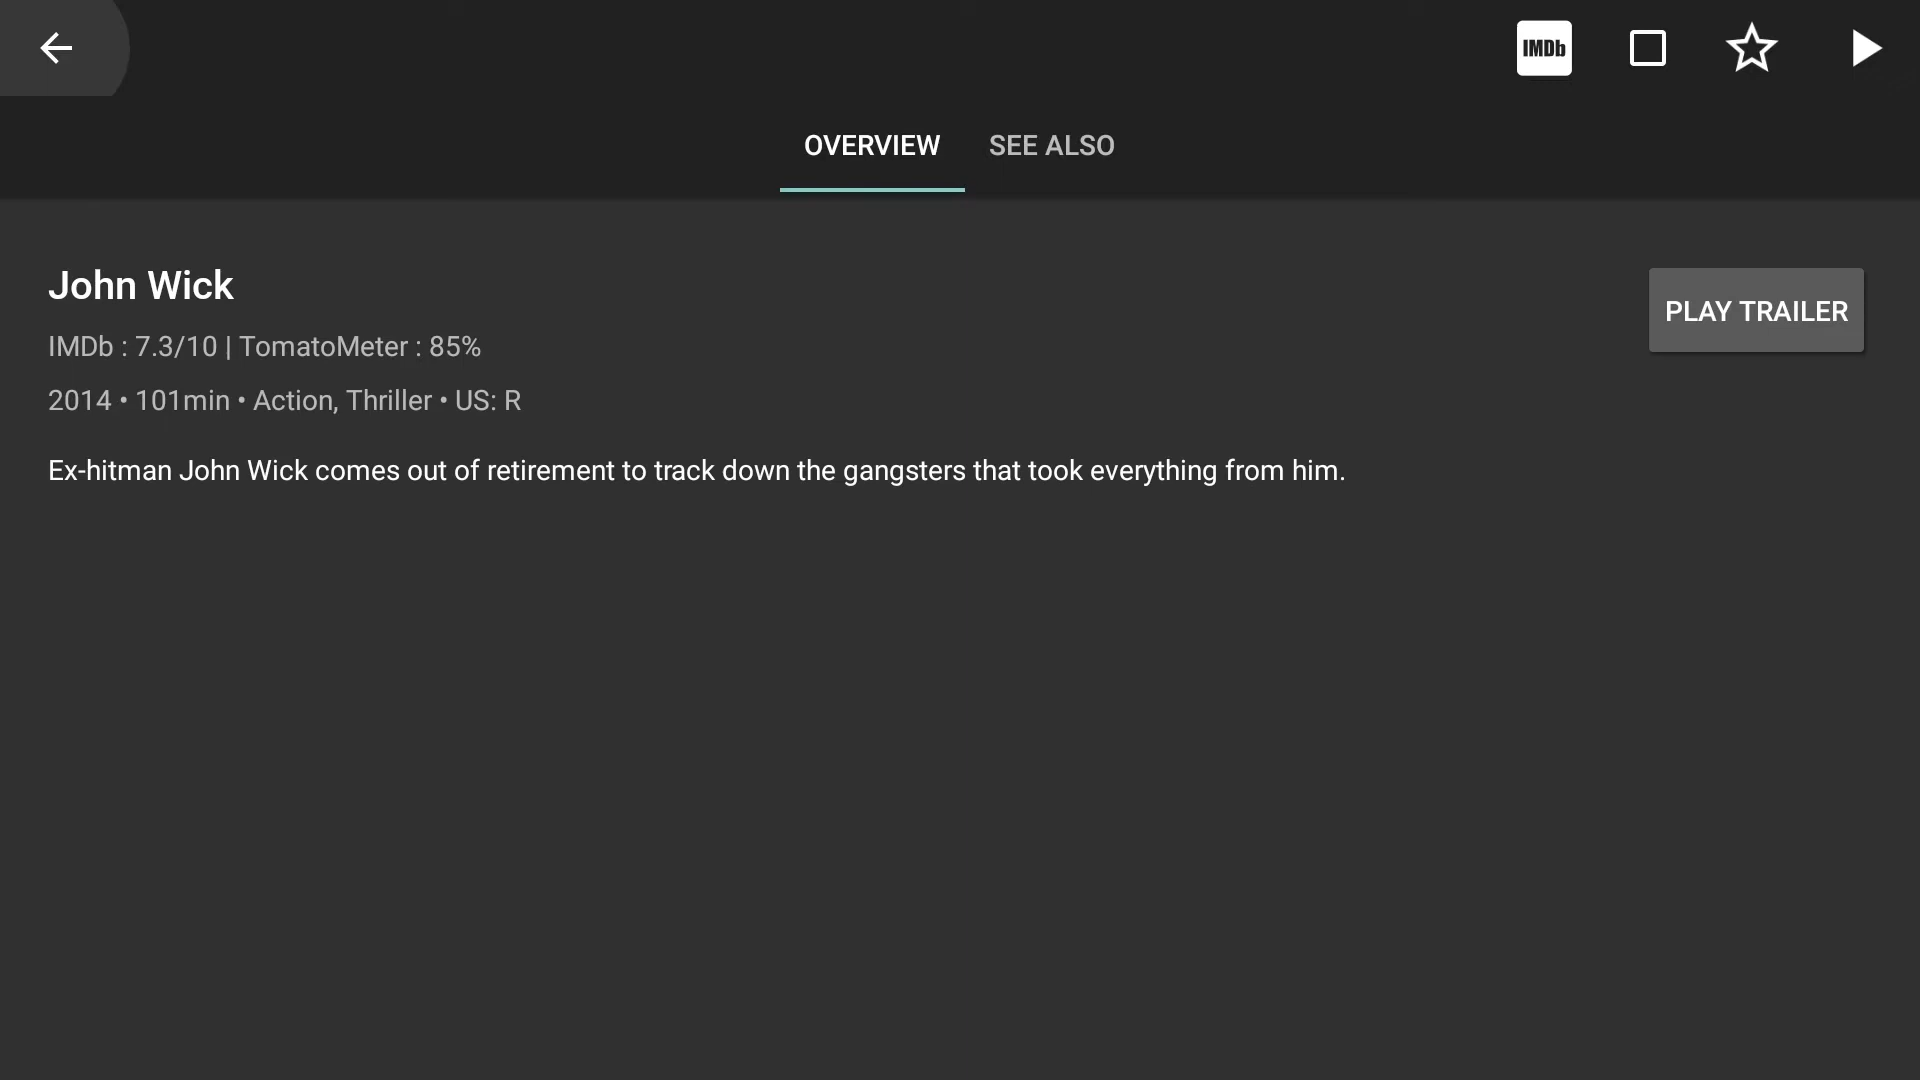 IMDb
OVERVIEW SEE ALSO
John Wick
PLAY TRAILER
IMDb : 7.3/10 | TomatoMeter : 85%
2014 • 101min • Action, Thriller • US: R
Ex-hitman John Wick comes out of retirement to track down the gangsters that took everything from him.